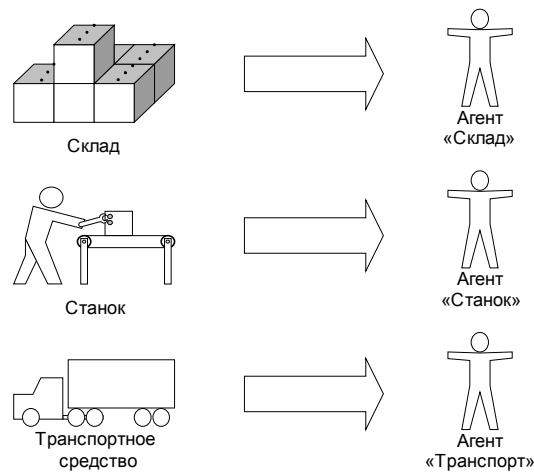 Склад
Агент
«Склад»
Станок
Агент
«Станок»
Транспортное
средство
Агент
«Транспорт»